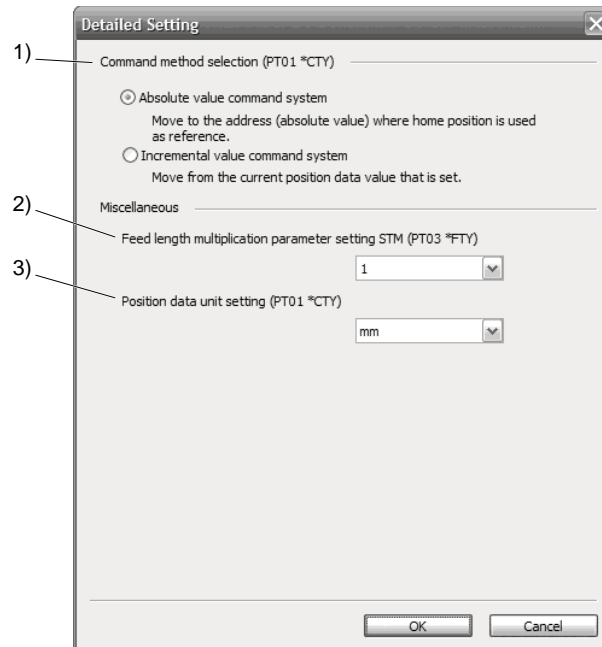 Detailed Setting
1)
Command method selection (PT01 *CTY)
Absolute value command system
Move to the address (absolute value) where home position is used
as reference.
Incremental value command system
Move from the current position data value that is set.
2)
Miscellaneous
Feed length multiplication parameter setting STM (PT03 *FTY)
1
3)
Position data unit setting (PT01 *CTY)
mm
OK
Cancel